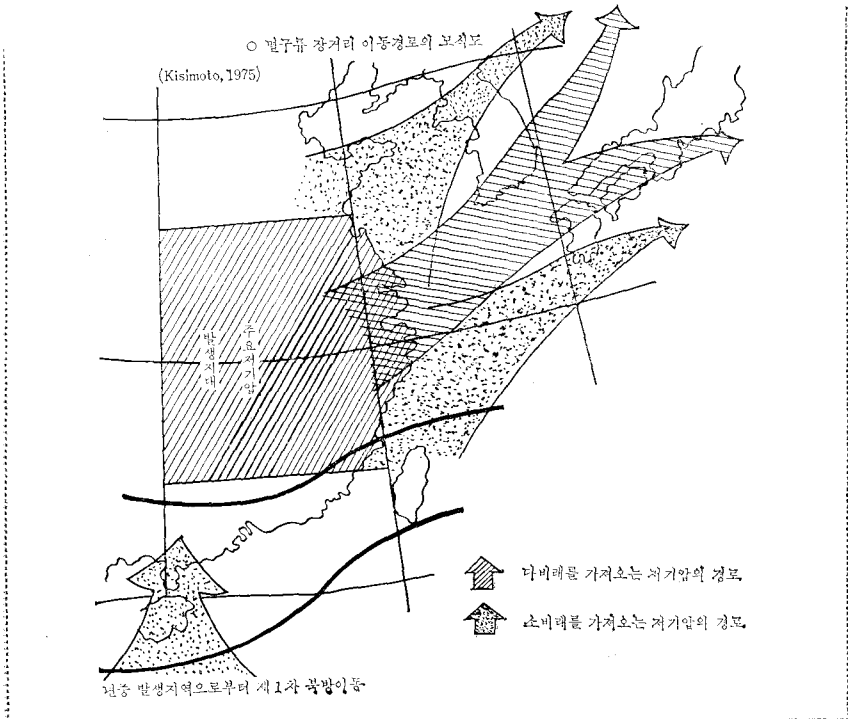 ○ 멸구류 장거리 이동경로의 모식도
(Kisimoto, 1975)
주요저기압
발생지대
다비래를 가져오는 저기압의 경로
소비래를 가져오는 저기압의 경로
년중 발생지역으로부터 제1차 북방이동